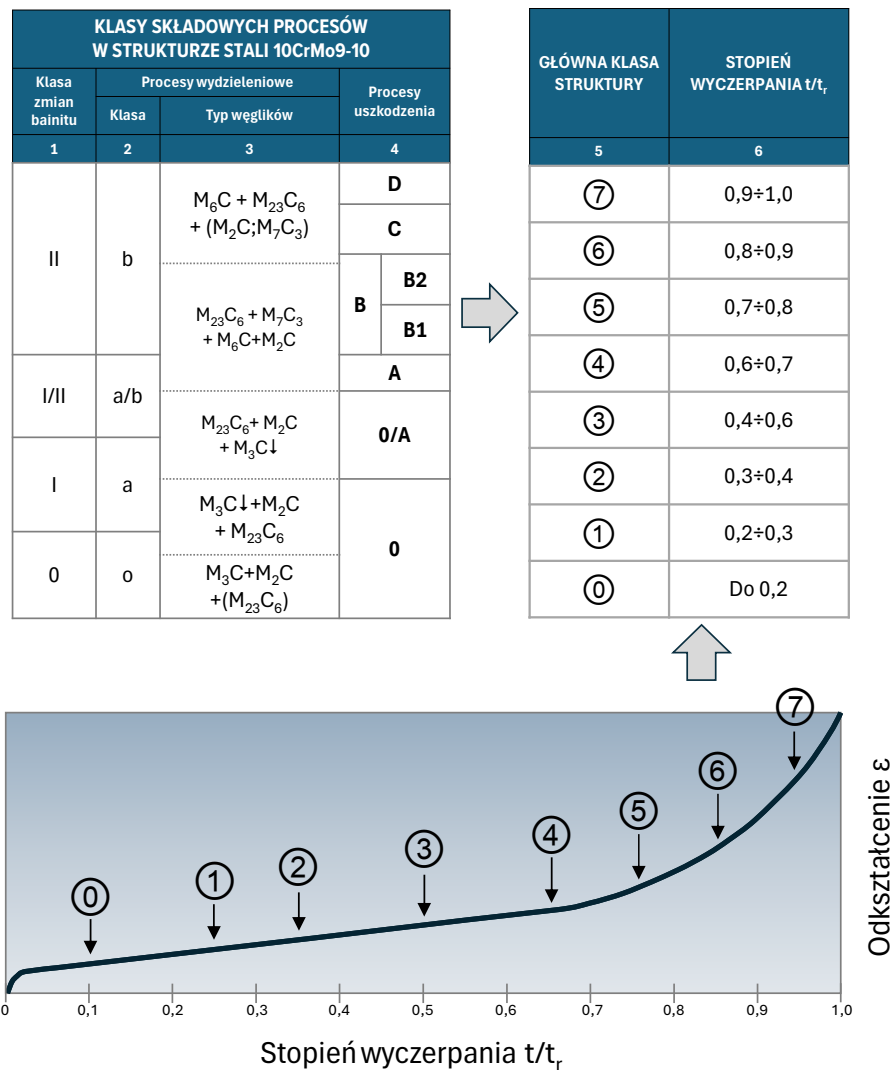 KLASY SKŁADOWYCH PROCESÓW
W STRUKTURZE STALI 10CrMo9-10
Klasa
zmian
bainitu
Procesy wydzieleniowe
Klasa
Typ węglików
Procesy
uszkodzenia
1
2
3
4
II
b
M₆C + M₂₃C₆
+ (M₂C;M₇C₃)
D
C
M₂₃C₆ + M₇C₃
+ M₆C+M₂C
B
B2
B1
I/II
a/b
A
M₂₃C₆+ M₂C
+ M₃C↓
0/A
I
a
M₃C↓+M₂C
+ M₂₃C₆
0
0
o
M₃C+M₂C
+(M₂₃C₆)
GŁÓWNA KLASA
STRUKTURY
STOPIEŃ
WYCZERPANIA t/tᵣ
5
6
⑦ 0,9÷1,0
⑥ 0,8÷0,9
⑤ 0,7÷0,8
④ 0,6÷0,7
③ 0,4÷0,6
② 0,3÷0,4
① 0,2÷0,3
⓪ Do 0,2
⓪
①
②
③
④
⑤
⑥
⑦
Odkształcenie ε
0 0,1 0,2 0,3 0,4 0,5 0,6 0,7 0,8 0,9 1,0
Stopień wyczerpania t/tᵣ